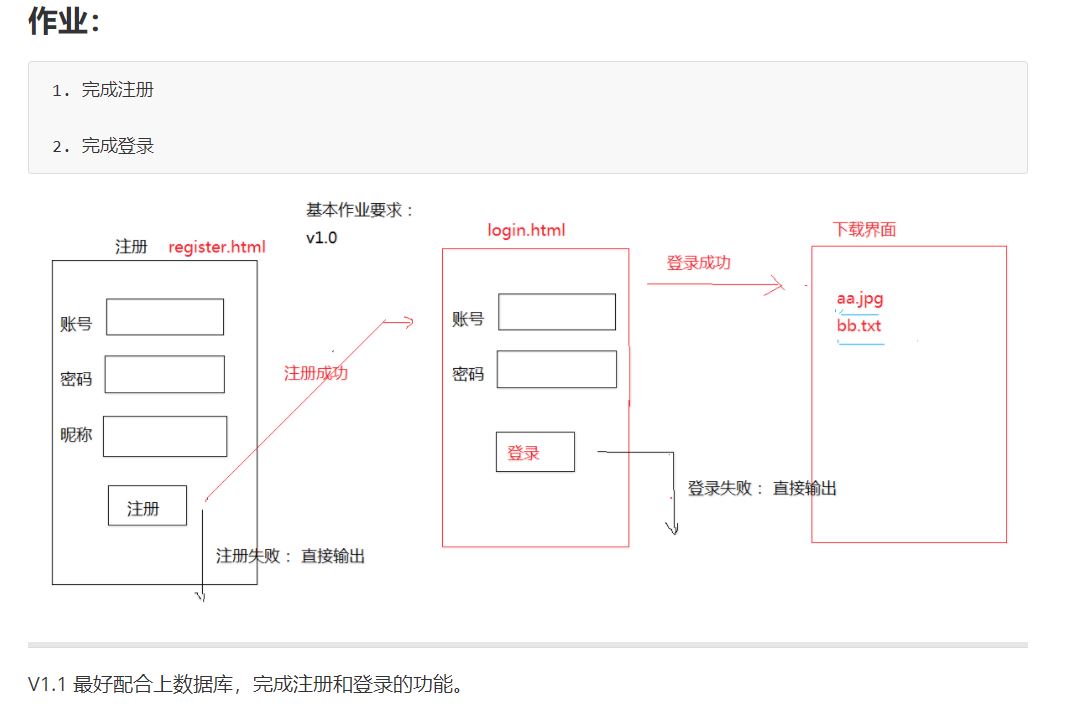 作业：
1. 完成注册
2. 完成登录
基本作业要求：
v1.0
注册 register.html
账号
密码
昵称
注册
注册成功
注册失败： 直接输出
login.html
账号
密码
登录
登录成功
登录失败： 直接输出
下载界面
aa.jpg
bb.txt
V1.1 最好配合上数据库，完成注册和登录的功能。